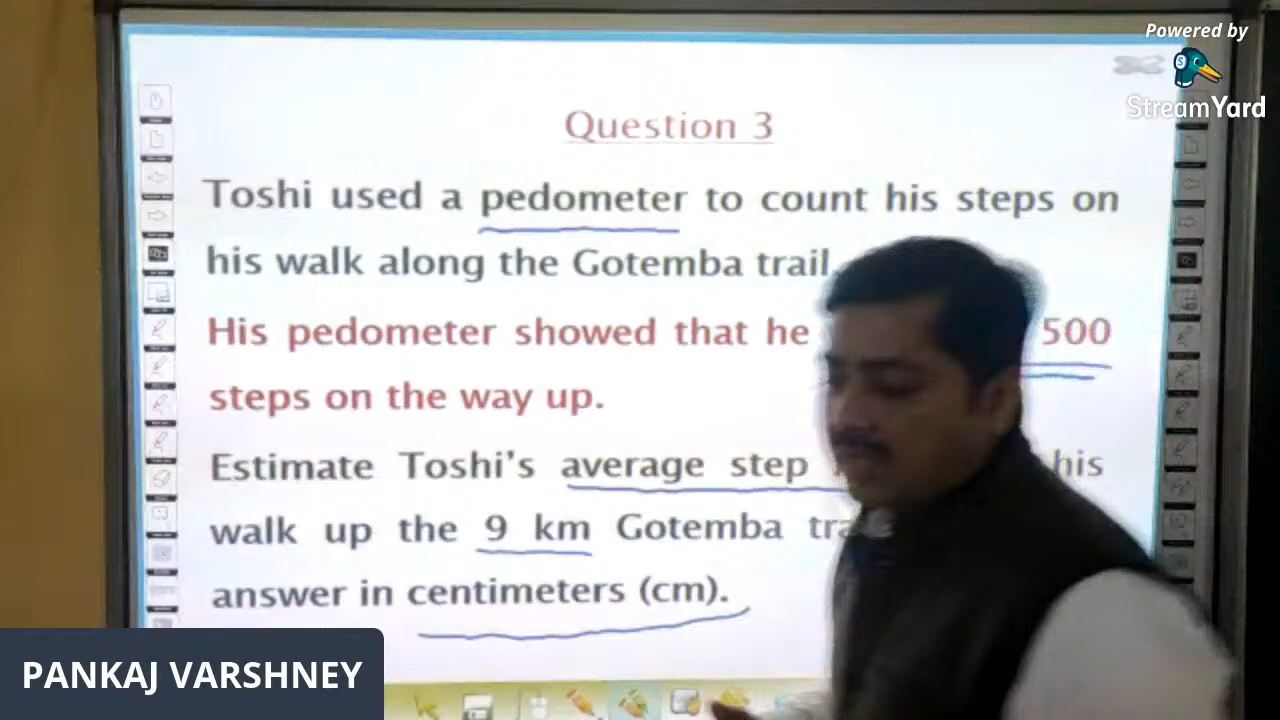 Powered by
StreamYard
Question 3
Toshi used a pedometer to count his steps on
his walk along the Gotemba trail.
His pedometer showed that he 500
steps on the way up.
Estimate Toshi's average step his
walk up the 9 km Gotemba
answer in centimeters (cm).
PANKAJ VARSHNEY